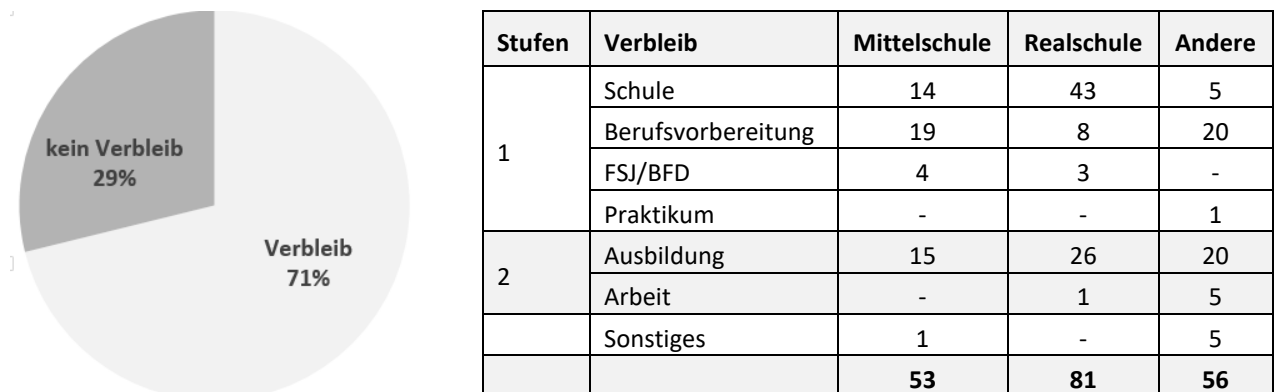 kein Verbleib
29%
Verbleib
71%
Stufen Verbleib Mittelschule Realschule Andere
1 Schule 14 43 5
Berufsvorbereitung 19 8 20
FSJ/BFD 4 3 -
Praktikum - - 1
2 Ausbildung 15 26 20
Arbeit - 1 5
Sonstiges 1 - 5
53 81 56